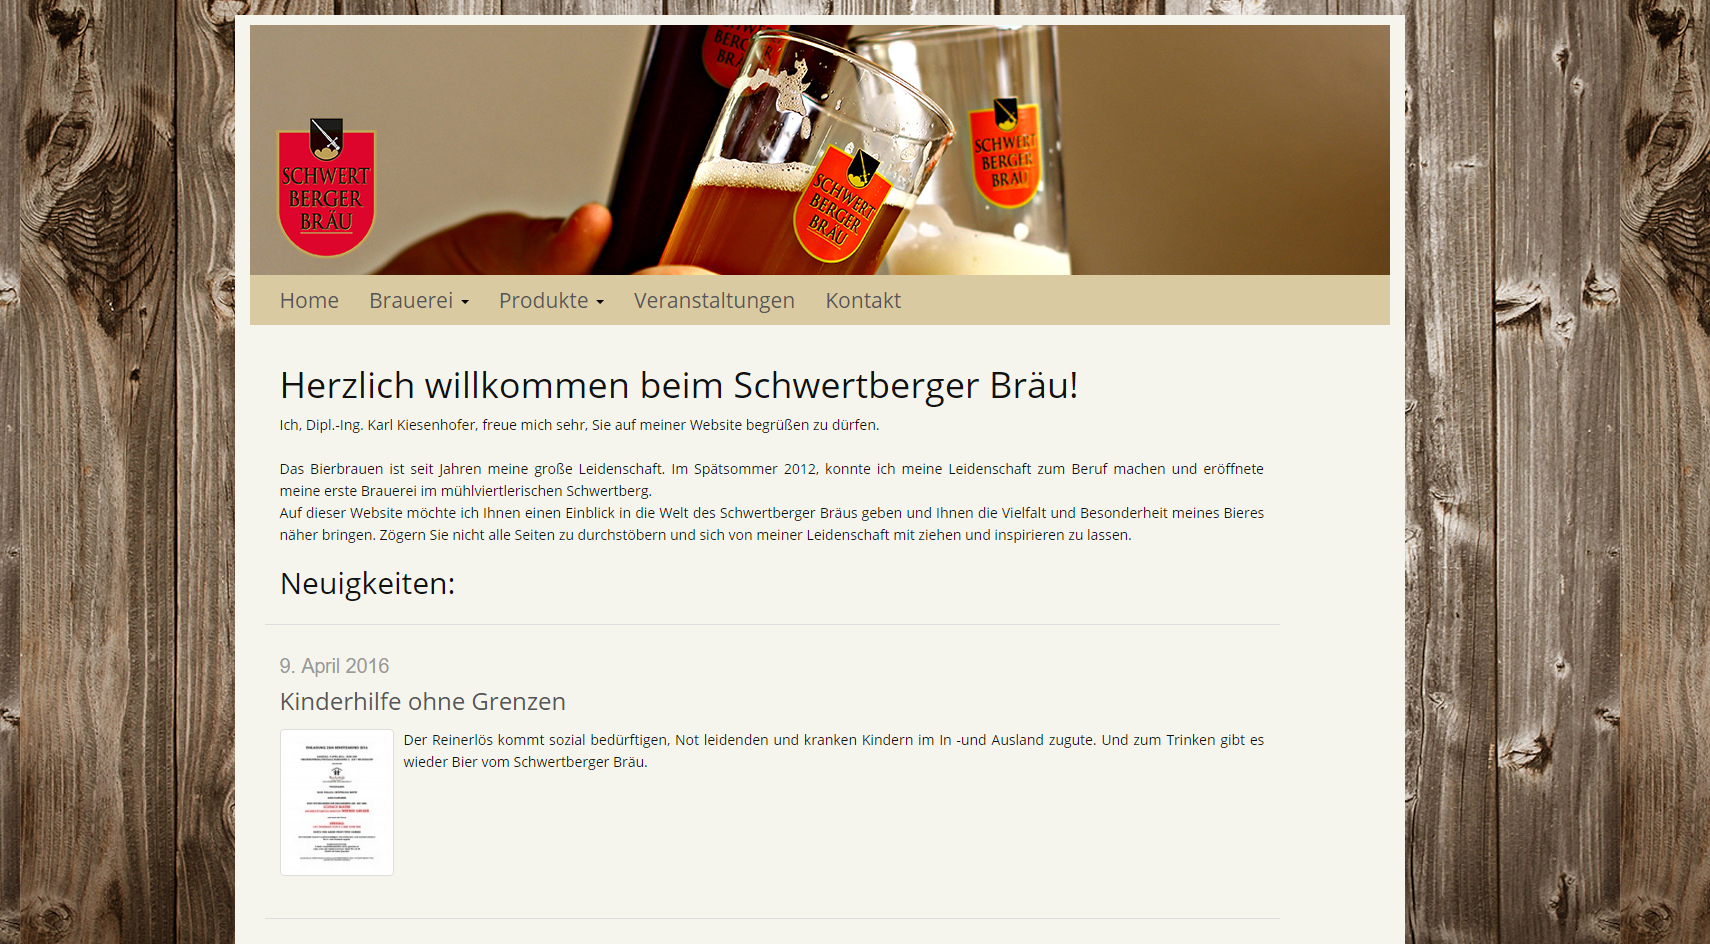 SCHWERT
BERGER
BRÄU
SCHWERT
BERGER
BRÄU
SCHWERT
BERGER
BRÄU
SCHWERT
BERGER
BRÄU
Home Brauerei Produkte Veranstaltungen Kontakt
Herzlich willkommen beim Schwertberger Bräu!
Ich, Dipl.-Ing. Karl Kiesenhofer, freue mich sehr, Sie auf meiner Website begrüßen zu dürfen.
Das Bierbrauen ist seit Jahren meine große Leidenschaft. Im Spätsommer 2012, konnte ich meine Leidenschaft zum Beruf machen und eröffnete
meine erste Brauerei im mühlviertlerischen Schwertberg.
Auf dieser Website möchte ich Ihnen einen Einblick in die Welt des Schwertberger Bräus geben und Ihnen die Vielfalt und Besonderheit meines Bieres
näher bringen. Zögern Sie nicht alle Seiten zu durchstöbern und sich von meiner Leidenschaft mit ziehen und inspirieren zu lassen.
Neuigkeiten:
9. April 2016
Kinderhilfe ohne Grenzen
Der Reinerlös kommt sozial bedürftigen, Not leidenden und kranken Kindern im In -und Ausland zugute. Und zum Trinken gibt es
wieder Bier vom Schwertberger Bräu.